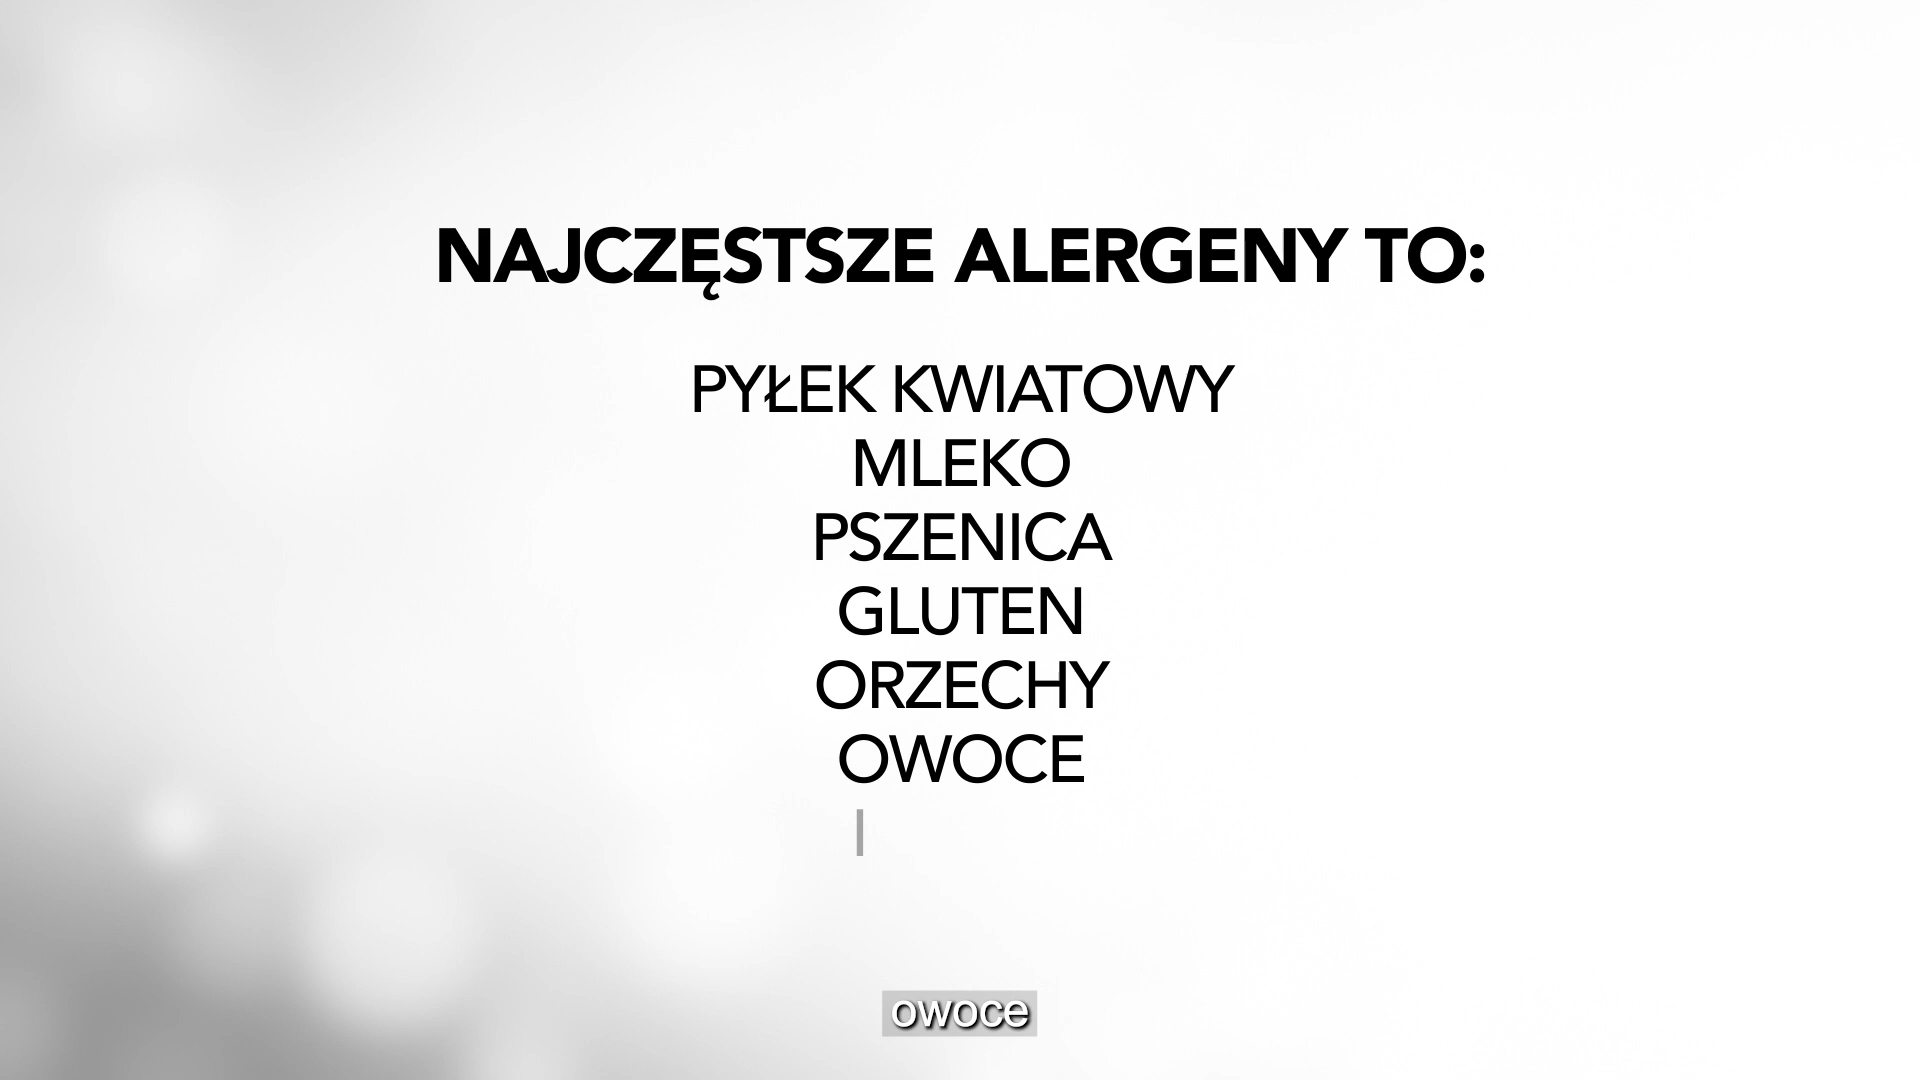 NAJCZĘSTSZE ALERGENY TO:
PYŁEK KWIATOWY
MLEKO
PSZENICA
GLUTEN
ORZECHY
OWOCE
owoce